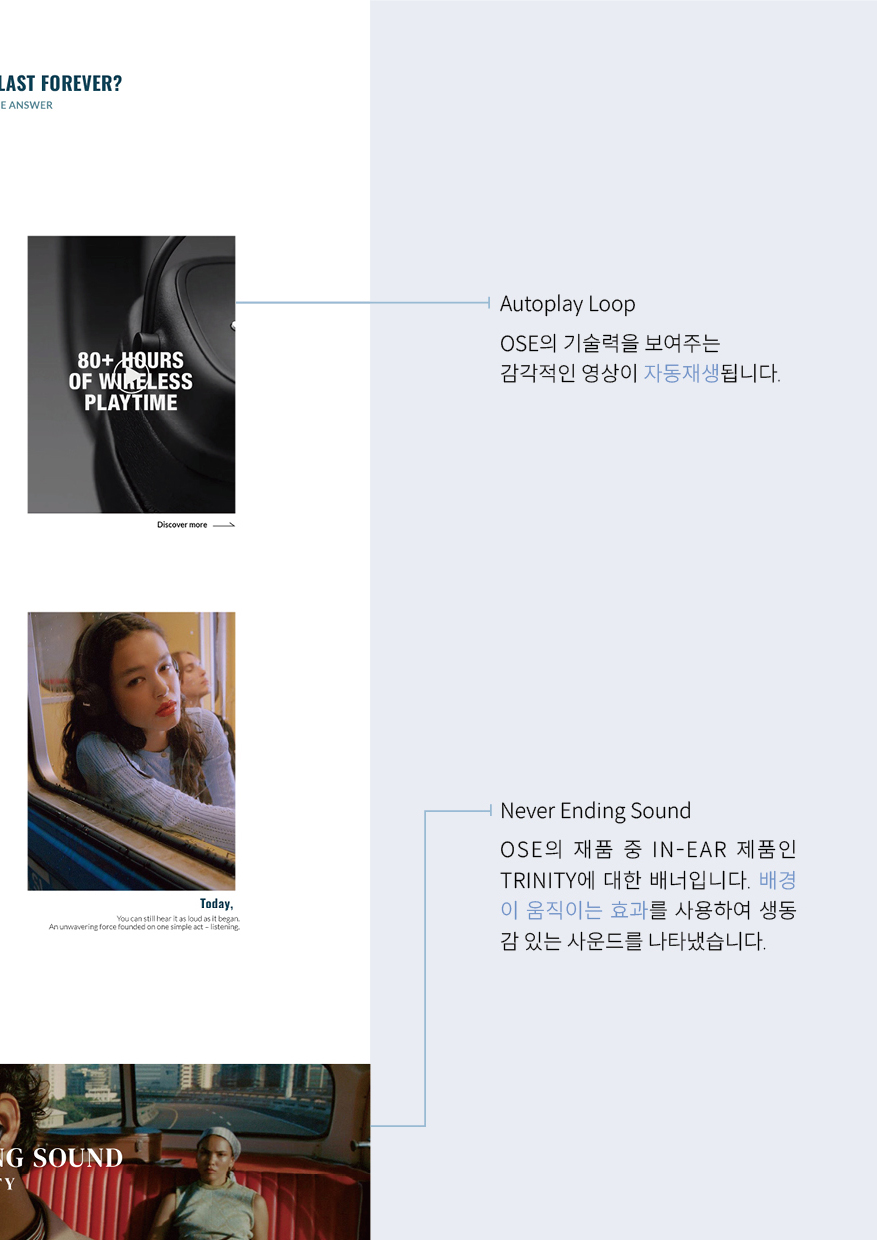 LAST FOREVER?
E ANSWER
80+ HOURS
OF WIRELESS
PLAYTIME
Discover more
Autoplay Loop
OSE의 기술력을 보여주는
감각적인 영상이 자동재생됩니다.
Today,
You can still hear it as loud as it began.
An unwavering force founded on one simple act – listening.
Never Ending Sound
OSE의 재품 중 IN-EAR 제품인
TRINITY에 대한 배너입니다. 배경
이 움직이는 효과를 사용하여 생동
감 있는 사운드를 나타냈습니다.
NG SOUND
TY